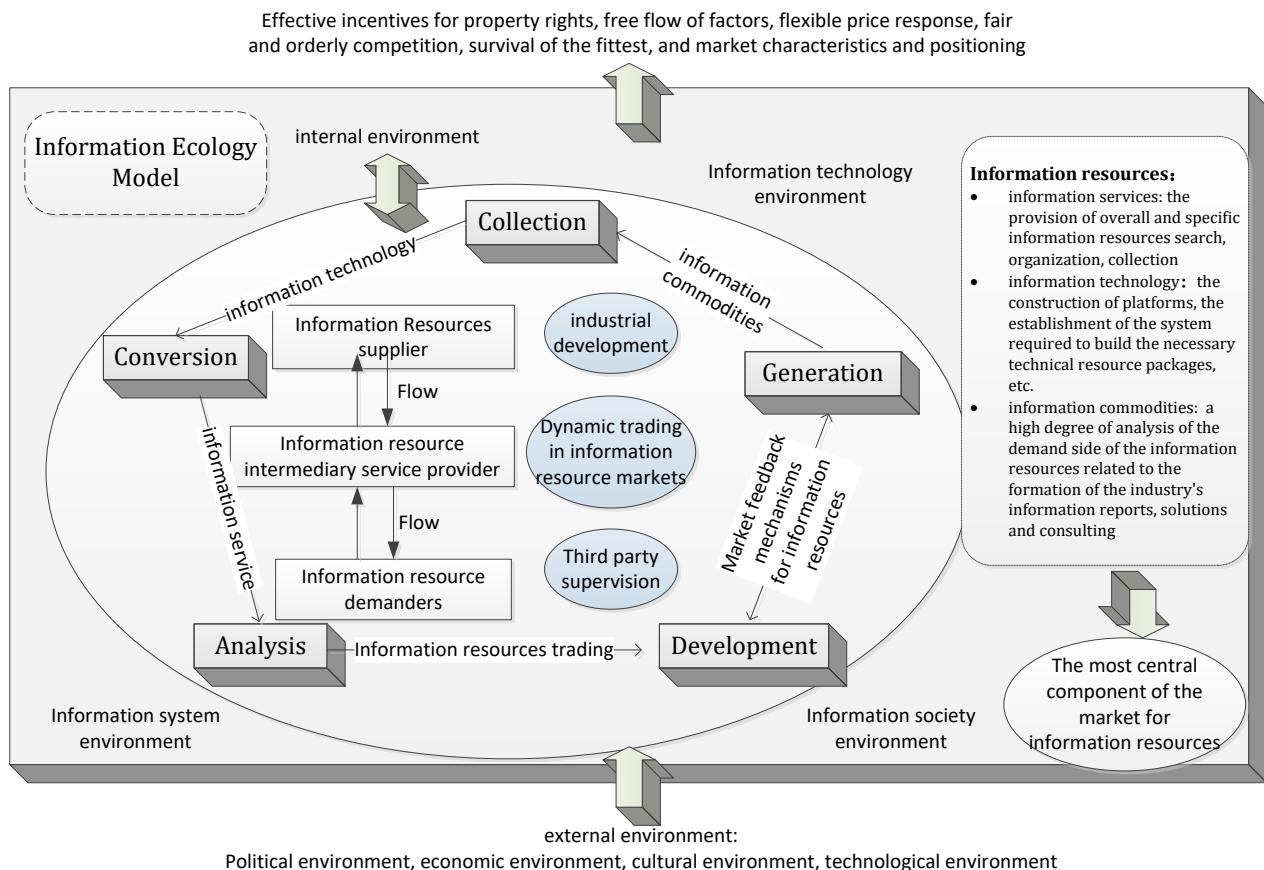 Effective incentives for property rights, free flow of factors, flexible price response, fair
and orderly competition, survival of the fittest, and market characteristics and positioning
Information Ecology
Model
internal environment
Information technology
environment
Collection
information technology
information
commodities
Conversion
Information Resources
supplier
Flow
industrial
development
Generation
information service
Information resource
intermediary service provider
Flow
Dynamic trading
in information
resource markets
Market feedback
mechanisms
for information
resources
Information resource
demanders
Third party
supervision
Analysis
Information resources trading
Development
Information system
environment
Information society
environment
Information resources:
• information services: the
provision of overall and specific
information resources search,
organization, collection
• information technology: the
construction of platforms, the
establishment of the system
required to build the necessary
technical resource packages,
etc.
• information commodities: a
high degree of analysis of the
demand side of the information
resources related to the
formation of the industry's
information reports, solutions
and consulting
The most central
component of the
market for
information resources
external environment:
Political environment, economic environment, cultural environment, technological environment